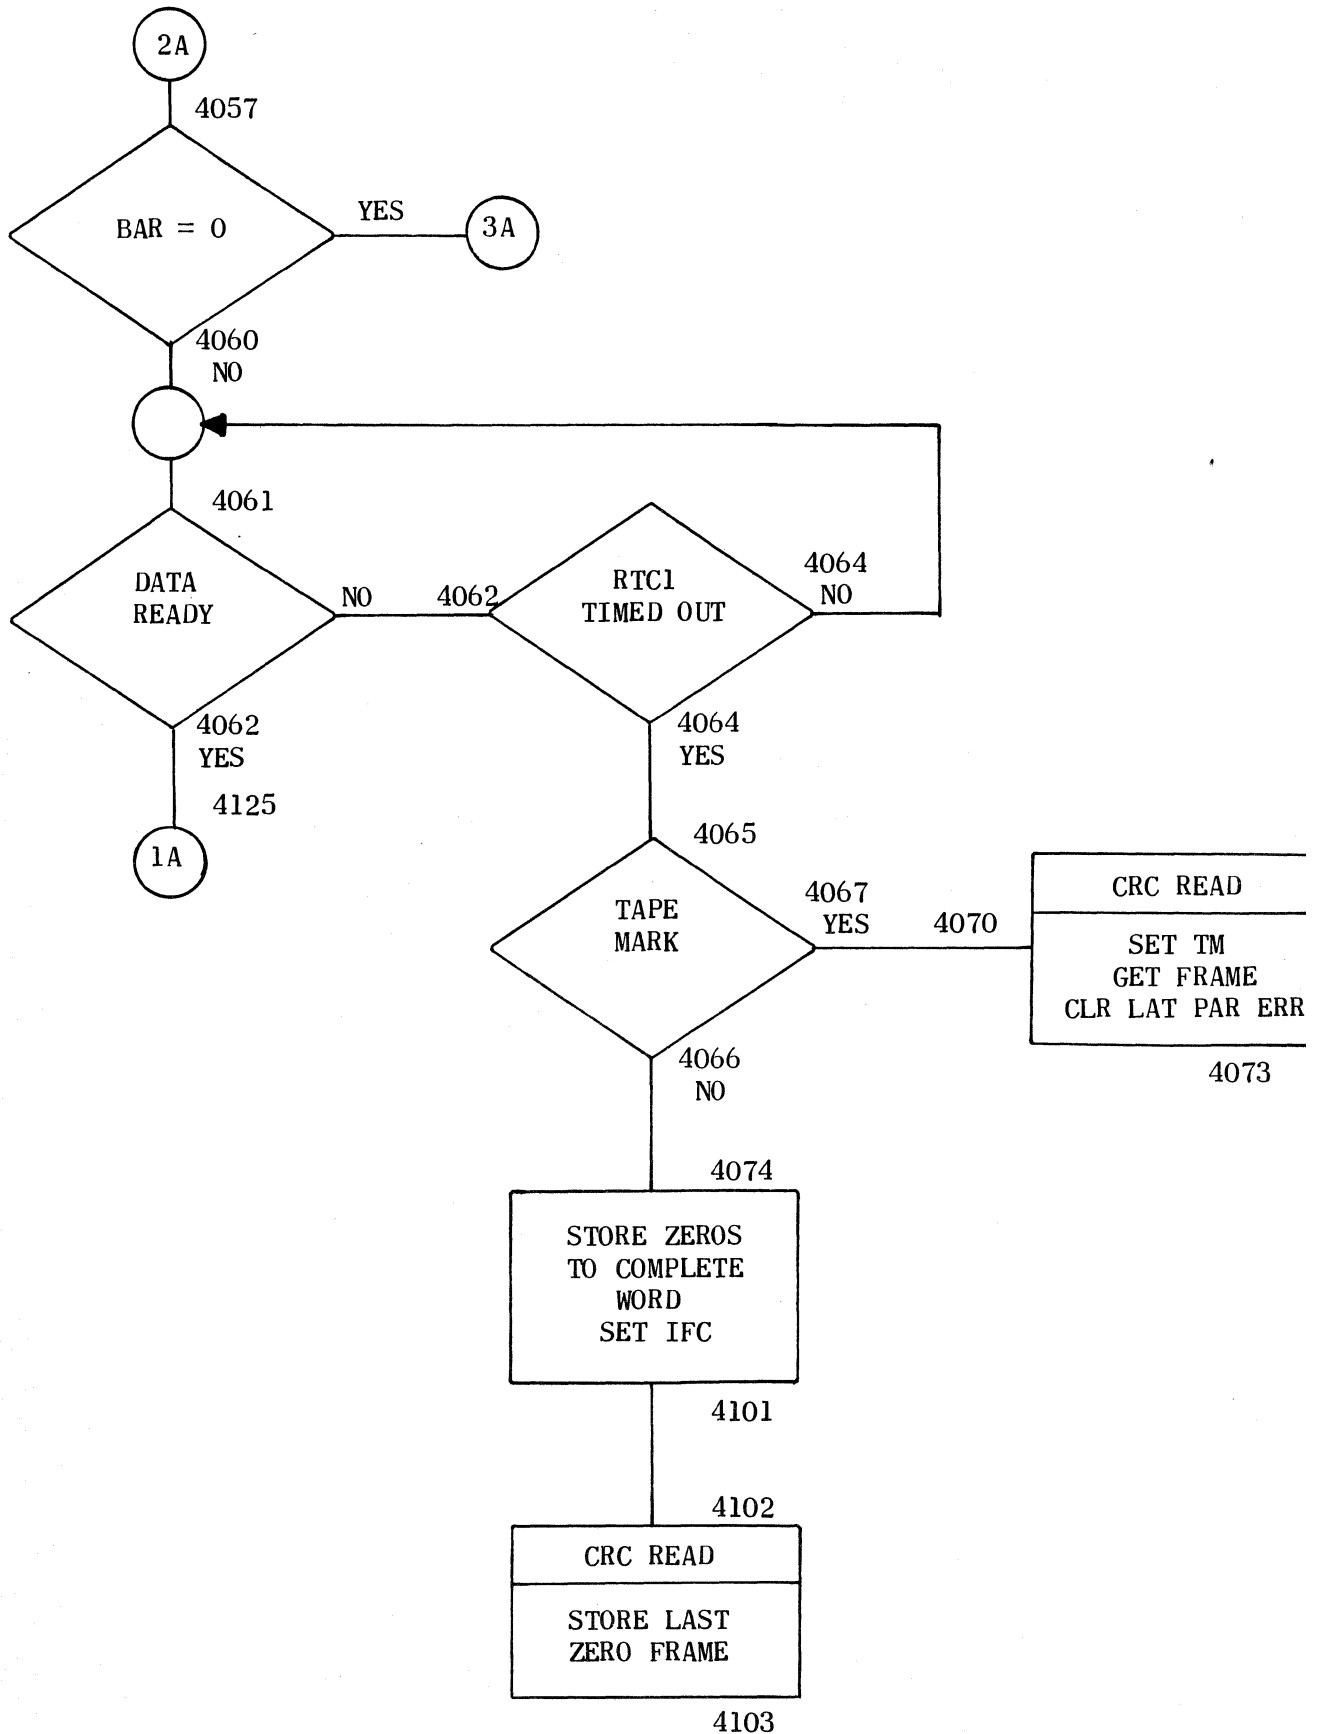 2A
4057
BAR = 0
YES
3A
4060
NO
4061
DATA
READY
NO
4062
RTC1
TIMED OUT
4064
NO
4062
YES
4125
1A
4064
YES
4065
TAPE
MARK
4067
YES
4070
CRC READ
SET TM
GET FRAME
CLR LAT PAR ERR
4073
4066
NO
4074
STORE ZEROS
TO COMPLETE
WORD
SET IFC
4101
4102
CRC READ
STORE LAST
ZERO FRAME
4103